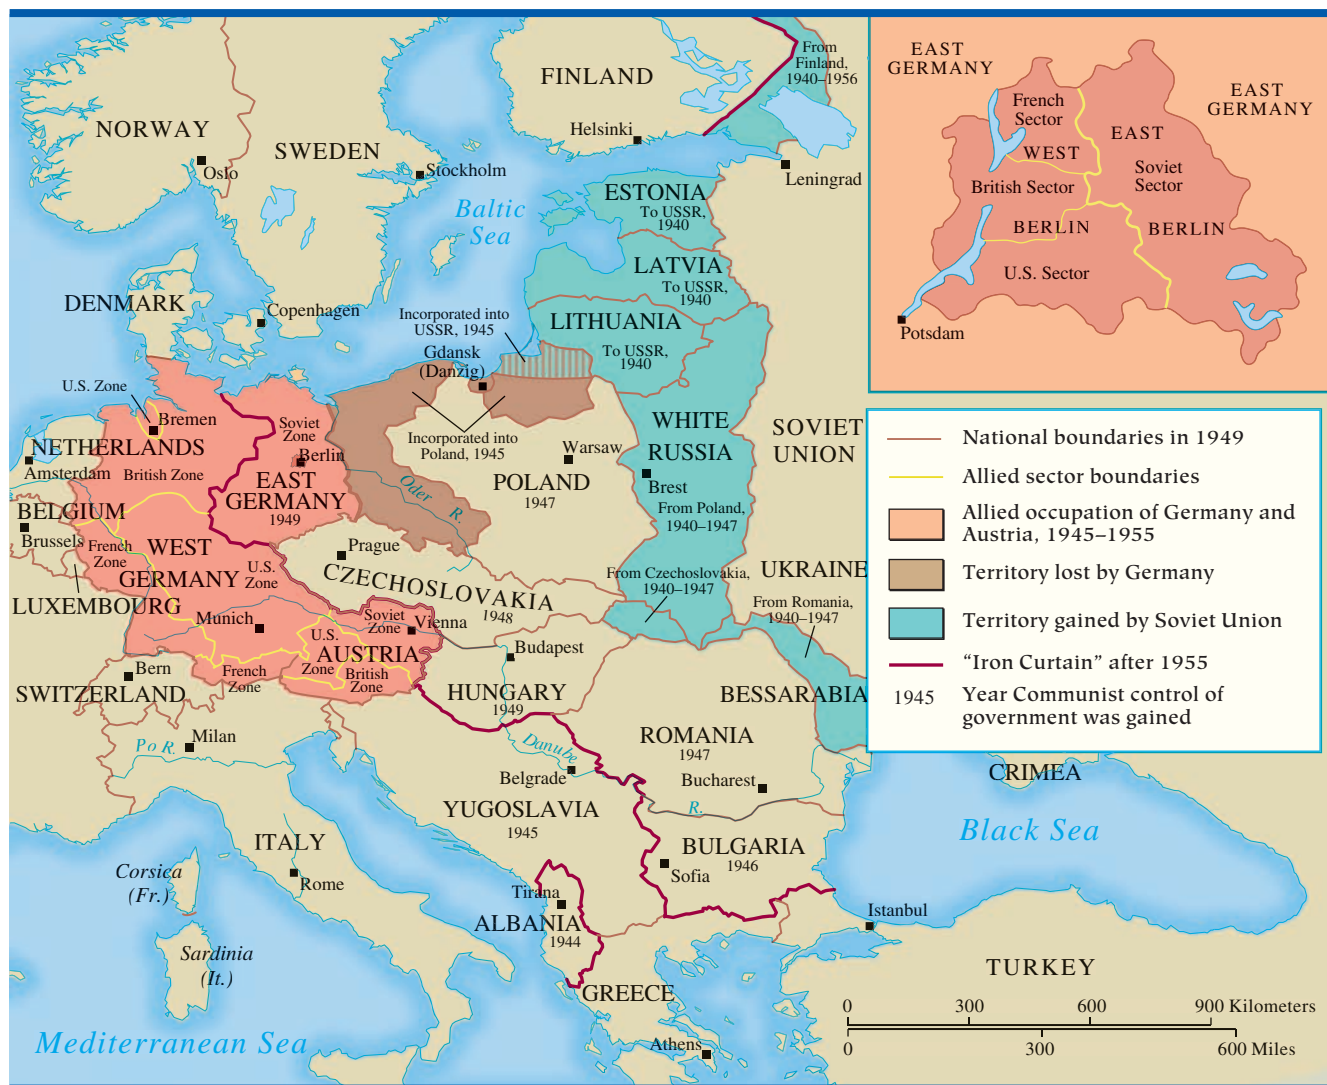 NORWAY
Oslo
SWEDEN
Stockholm
FINLAND
Helsinki
From
Finland,
1940–1956
Leningrad
Baltic
Sea
ESTONIA
To USSR,
1940
LATVIA
To USSR,
1940
LITHUANIA
To USSR,
1940
DENMARK
Copenhagen
Incorporated into
USSR, 1945
Gdansk
(Danzig)
U.S. Zone
Bremen
NETHERLANDS
Amsterdam
British Zone
Soviet
Zone
Berlin
EAST
GERMANY
1949
Incorporated into
Poland, 1945
Oder
R.
Warsaw
POLAND
1947
WHITE
RUSSIA
Brest
From Poland,
1940–1947
SOVIET
UNION
BELGIUM
Brussels
French
Zone
WEST
GERMANY
U.S.
Zone
LUXEMBOURG
Prague
CZECHOSLOVAKIA
1948
From Czechoslovakia,
1940–1947
UKRAINE
From Romania,
1940–1947
Munich
Soviet
Zone
Vienna
U.S.
Zone
AUSTRIA
British
Zone
French
Zone
Bern
SWITZERLAND
Budapest
HUNGARY
1949
BESSARABIA
Milan
Po R.
ROMANIA
1947
Bucharest
Danube
R.
Belgrade
YUGOSLAVIA
1945
BULGARIA
1946
Sofia
CRIMEA
Black Sea
ITALY
Rome
Corsica
(Fr.)
Sardinia
(It.)
Tirana
ALBANIA
1944
GREECE
Athens
Istanbul
TURKEY
Mediterranean Sea
0
300
600
900 Kilometers
0
300
600 Miles
EAST
GERMANY
EAST
GERMANY
French
Sector
WEST
British Sector
BERLIN
U.S. Sector
EAST
Soviet
Sector
BERLIN
Potsdam
National boundaries in 1949
Allied sector boundaries
Allied occupation of Germany and
Austria, 1945–1955
Territory lost by Germany
Territory gained by Soviet Union
“Iron Curtain” after 1955
1945 Year Communist control of
government was gained